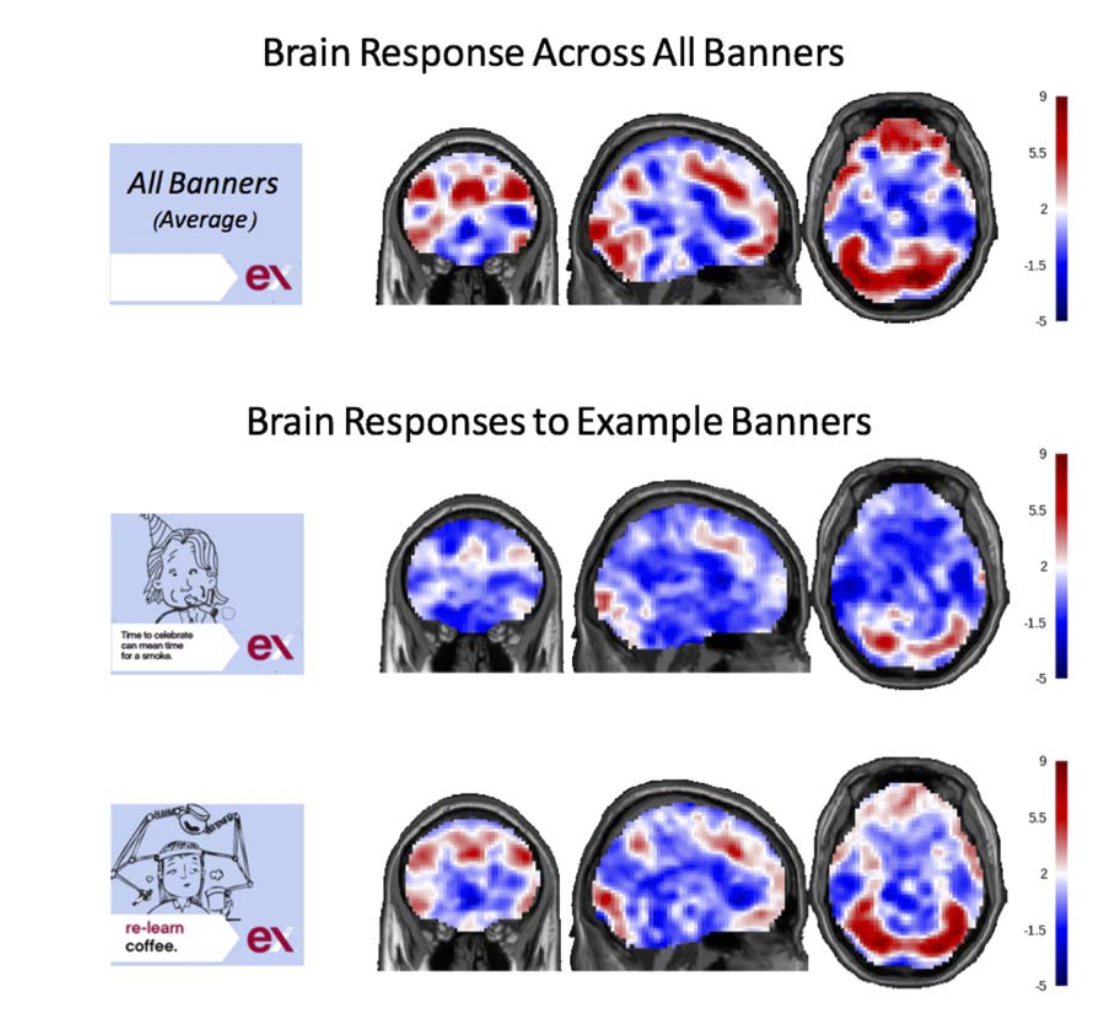 Brain Response Across All Banners
All Banners
(Average)
ex
9
5.5
2
-1.5
-5
Brain Responses to Example Banners
Time to celebrate
can mean time
for a smoke.
ex
9
5.5
2
-1.5
-5
re-learn
coffee.
ex
9
5.5
2
-1.5
-5